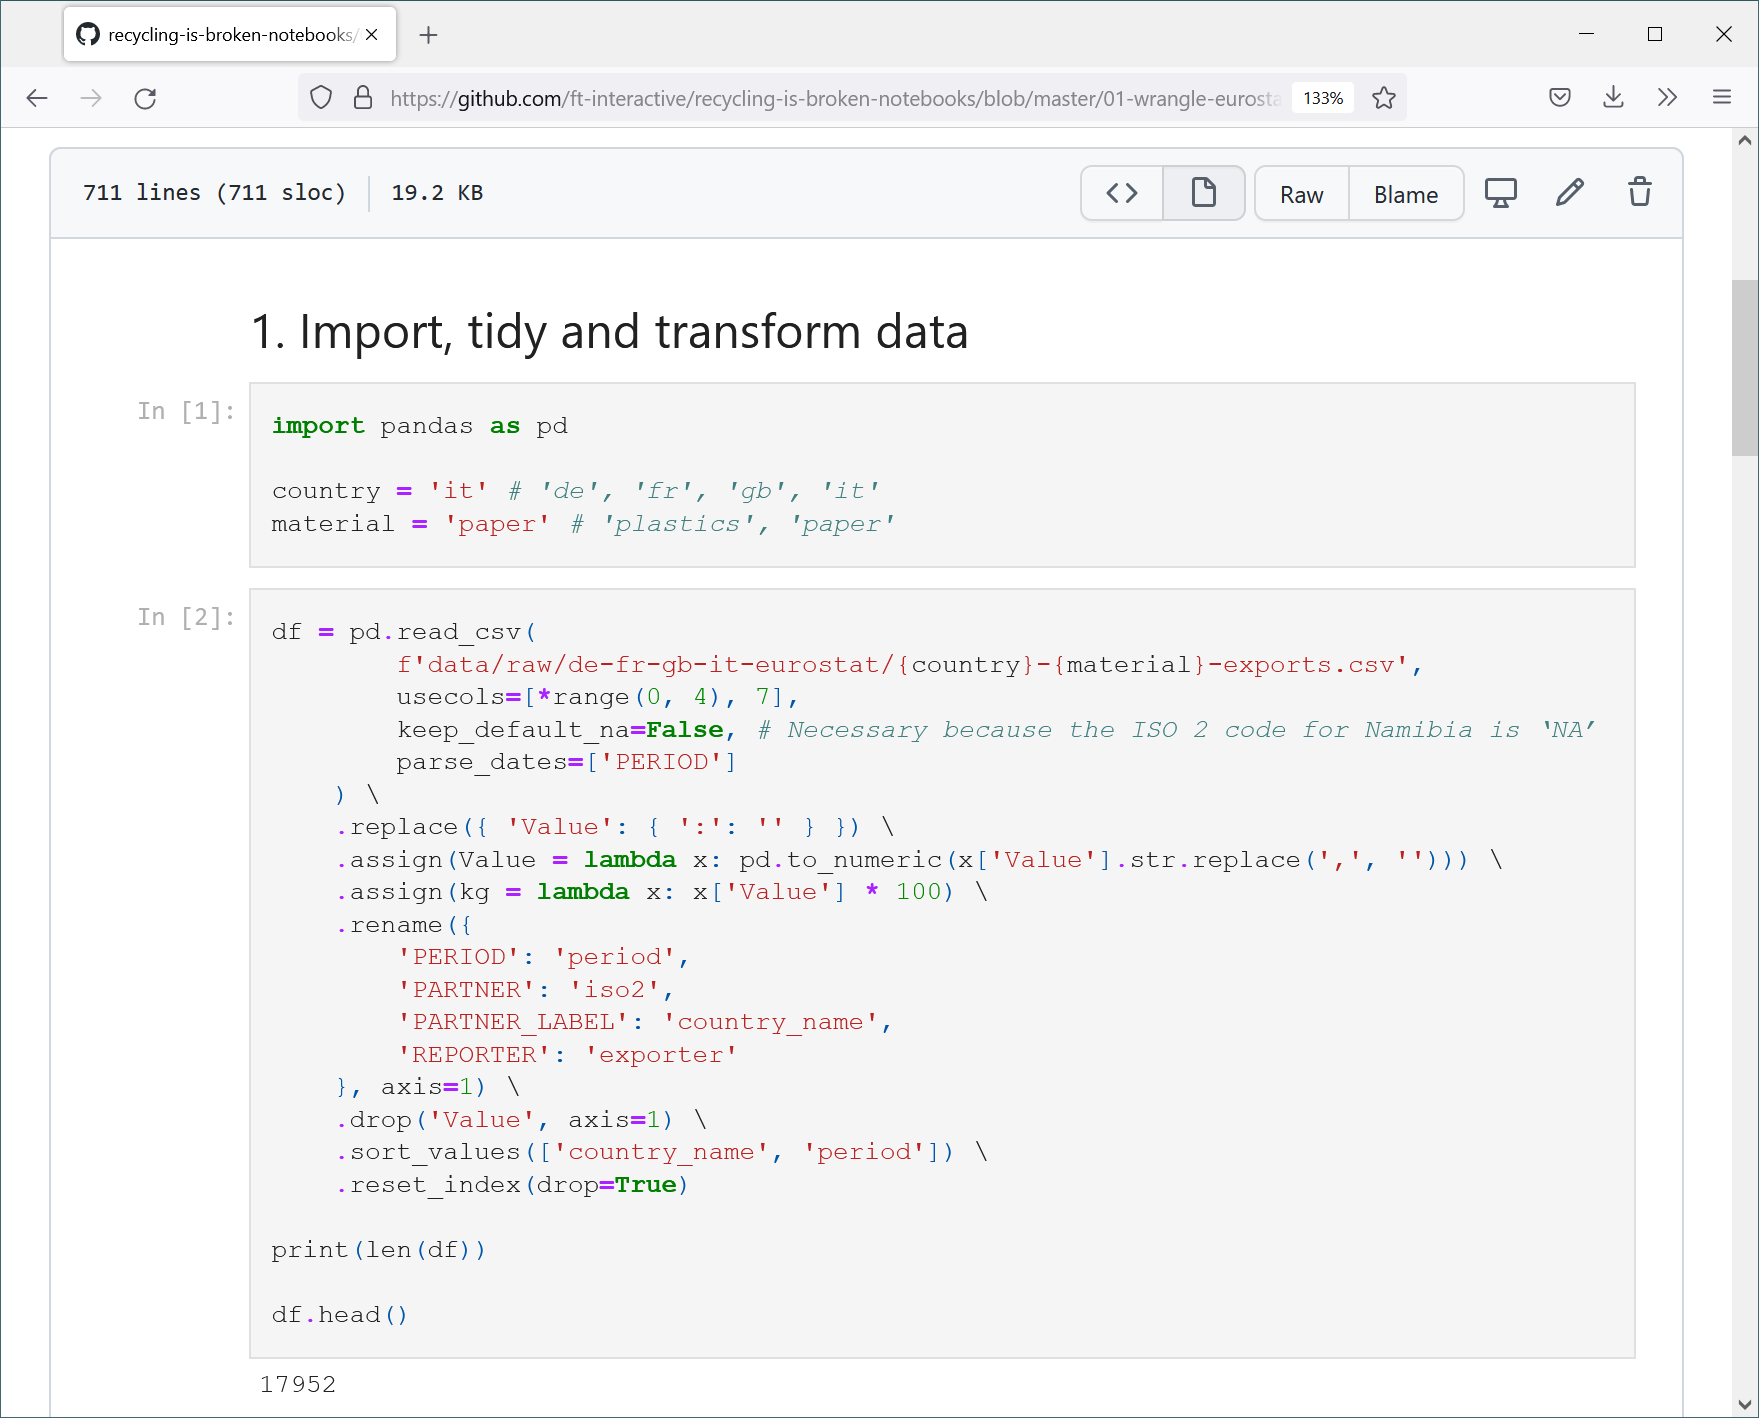 recycling-is-broken-notebooks/
https://github.com/ft-interactive/recycling-is-broken-notebooks/blob/master/01-wrangle-eurosta
133%
711 lines (711 sloc)
19.2 KB
Raw
Blame
1. Import, tidy and transform data
In [1]:
import pandas as pd
country = 'it' # 'de', 'fr', 'gb', 'it'
material = 'paper' # 'plastics', 'paper'
In [2]:
df = pd.read_csv(
f'data/raw/de-fr-gb-it-eurostat/{country}-{material}-exports.csv',
usecols=[*range(0, 4), 7],
keep_default_na=False, # Necessary because the ISO 2 code for Namibia is ‘NA’
parse_dates=['PERIOD']
) \
.replace({ 'Value': { ':': '' } }) \
.assign(Value = lambda x: pd.to_numeric(x['Value'].str.replace(',', ''))) \
.assign(kg = lambda x: x['Value'] * 100) \
.rename({
'PERIOD': 'period',
'PARTNER': 'iso2',
'PARTNER_LABEL': 'country_name',
'REPORTER': 'exporter'
}, axis=1) \
.drop('Value', axis=1) \
.sort_values(['country_name', 'period']) \
.reset_index(drop=True)
print(len(df))
df.head()
17952